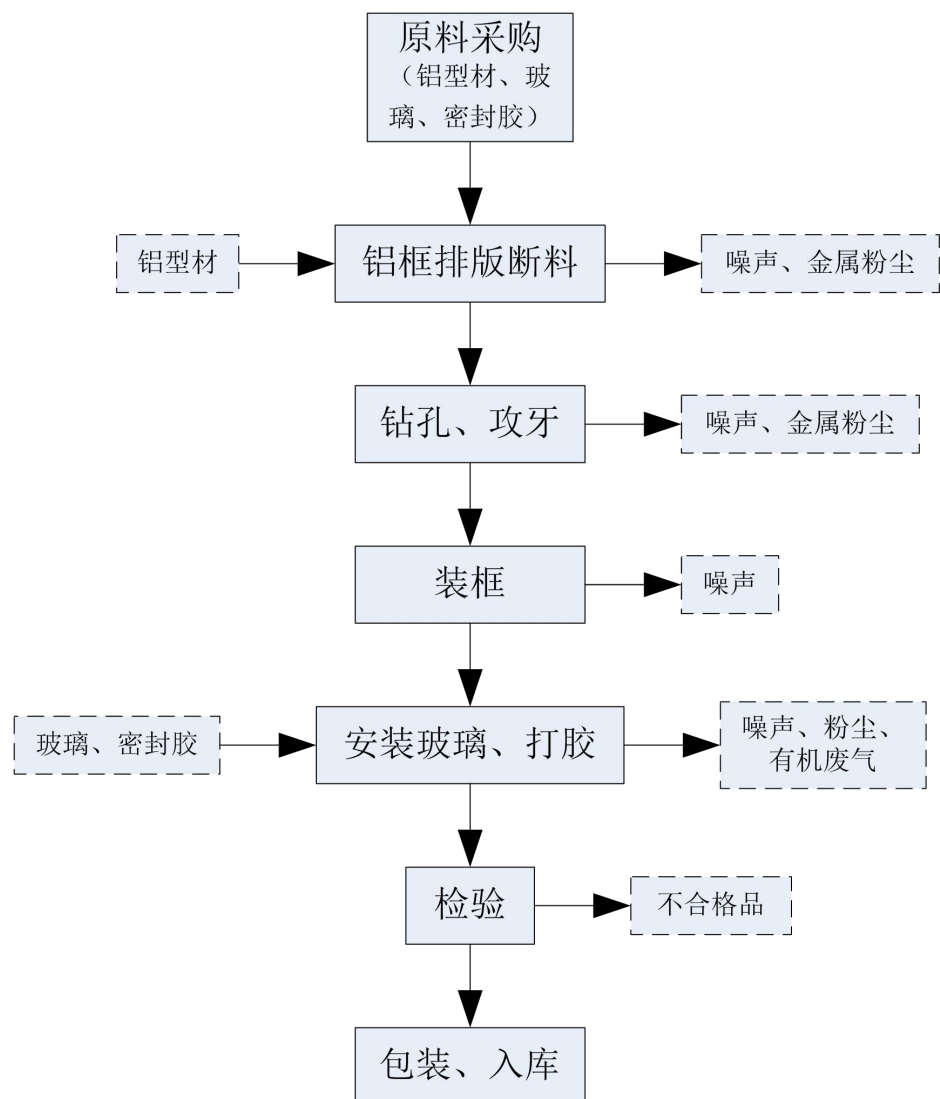 原料采购
（铝型材、玻
璃、密封胶）
铝型材
铝框排版断料
噪声、金属粉尘
钻孔、攻牙
噪声、金属粉尘
装框
噪声
玻璃、密封胶
安装玻璃、打胶
噪声、粉尘、
有机废气
检验
不合格品
包装、入库